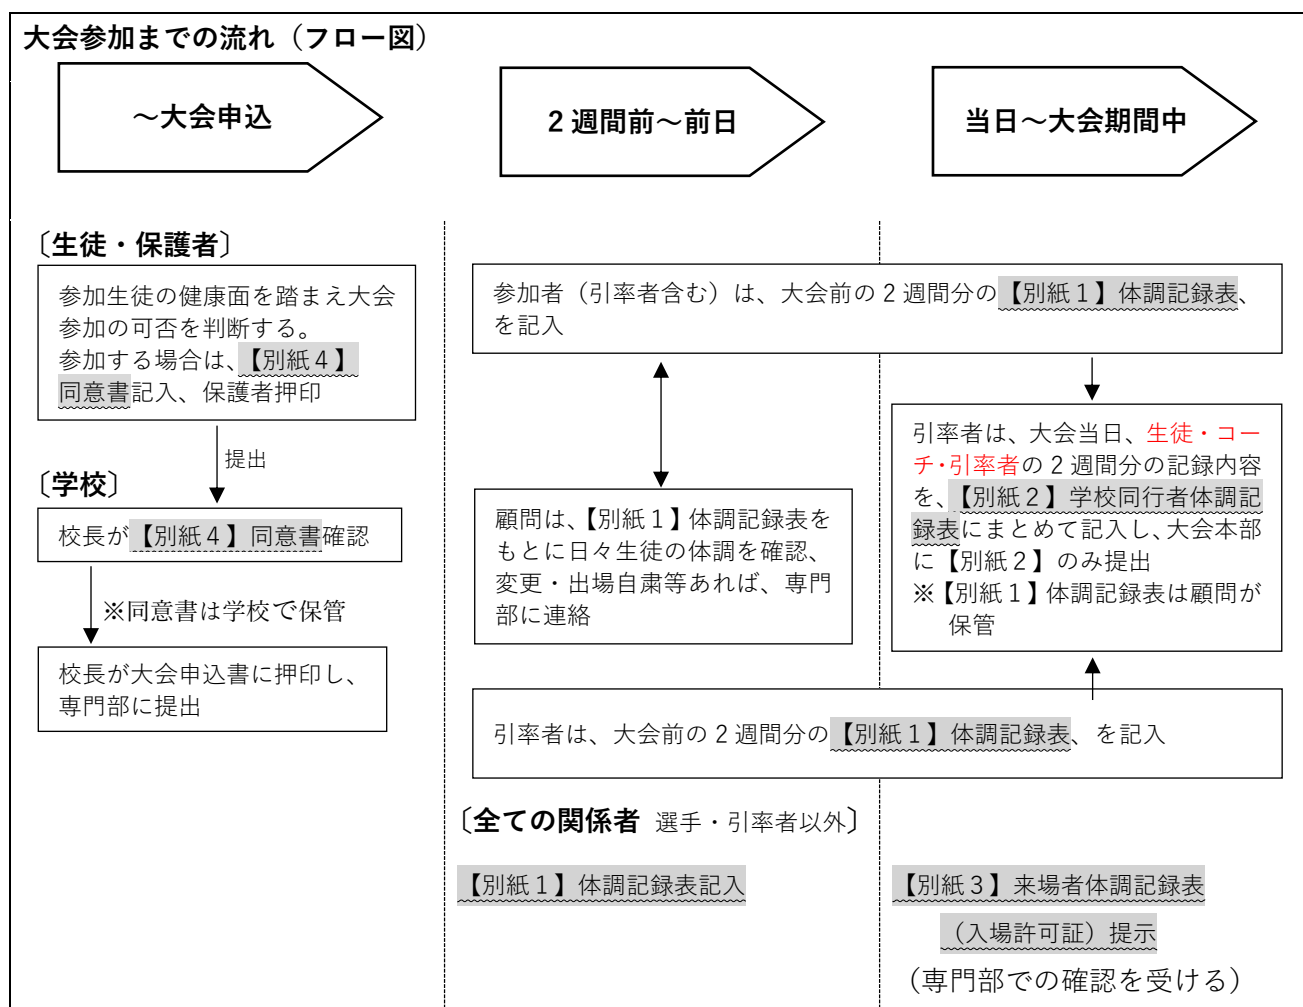 大会参加までの流れ（フロー図）
～大会申込
2 週間前～前日
当日～大会期間中
〔生徒・保護者〕
参加生徒の健康面を踏まえ大会
参加の可否を判断する。
参加する場合は、【別紙４】
同意書記入、保護者押印
提出
〔学校〕
校長が【別紙４】同意書確認
※同意書は学校で保管
校長が大会申込書に押印し、
専門部に提出
参加者（引率者含む）は、大会前の 2 週間分の【別紙１】体調記録表、
を記入
顧問は、【別紙１】体調記録表を
もとに日々生徒の体調を確認、
変更・出場自粛等あれば、専門
部に連絡
引率者は、大会当日、生徒・コー
チ・引率者の 2 週間分の記録内容
を、【別紙２】学校同行者体調記
録表にまとめて記入し、大会本部
に【別紙２】のみ提出
※【別紙１】体調記録表は顧問が
保管
引率者は、大会前の 2 週間分の【別紙１】体調記録表、を記入
〔全ての関係者 選手・引率者以外〕
【別紙１】体調記録表記入
【別紙３】来場者体調記録表
（入場許可証）提示
（専門部での確認を受ける）